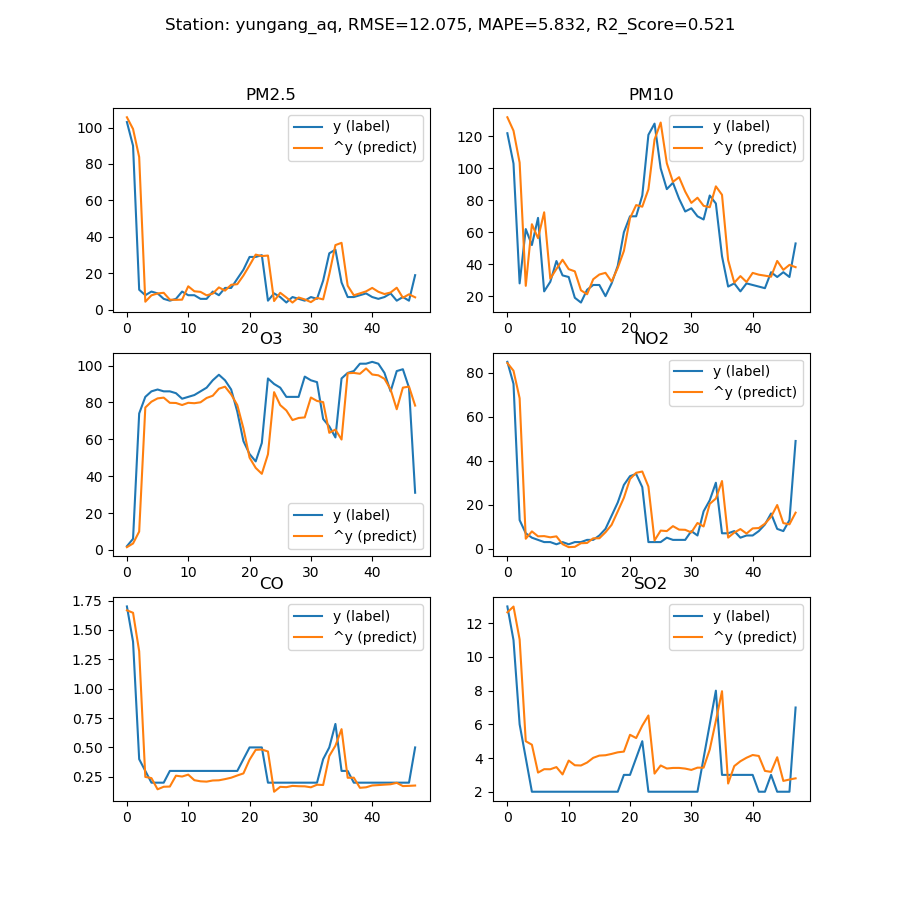 Station: yungang_aq, RMSE=12.075, MAPE=5.832, R2_Score=0.521
PM2.5
100
80
60
40
20
0
0 10 20 30 40
y (label)
^y (predict)
PM10
120
100
80
60
40
20
0 10 20 30 40
y (label)
^y (predict)
O3
100
80
60
40
20
0
0 10 20 30 40
y (label)
^y (predict)
NO2
80
60
40
20
0
0 10 20 30 40
y (label)
^y (predict)
CO
1.75
1.50
1.25
1.00
0.75
0.50
0.25
0 10 20 30 40
y (label)
^y (predict)
SO2
12
10
8
6
4
2
0 10 20 30 40
y (label)
^y (predict)